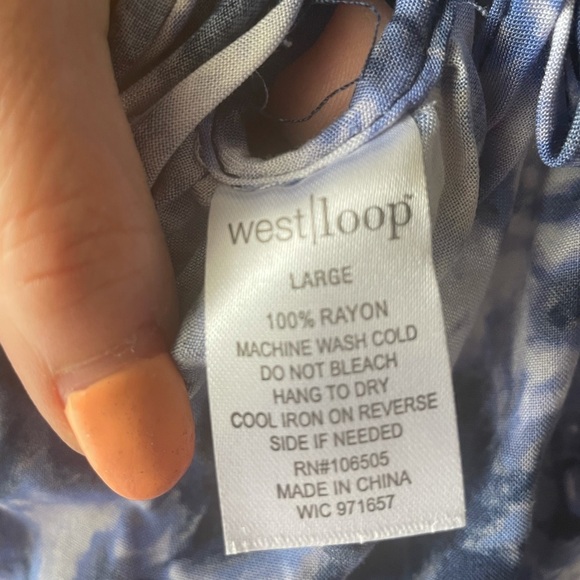 west|loop™
LARGE
100% RAYON
MACHINE WASH COLD
DO NOT BLEACH
HANG TO DRY
COOL IRON ON REVERSE
SIDE IF NEEDED
RN#106505
MADE IN CHINA
WIC 971657